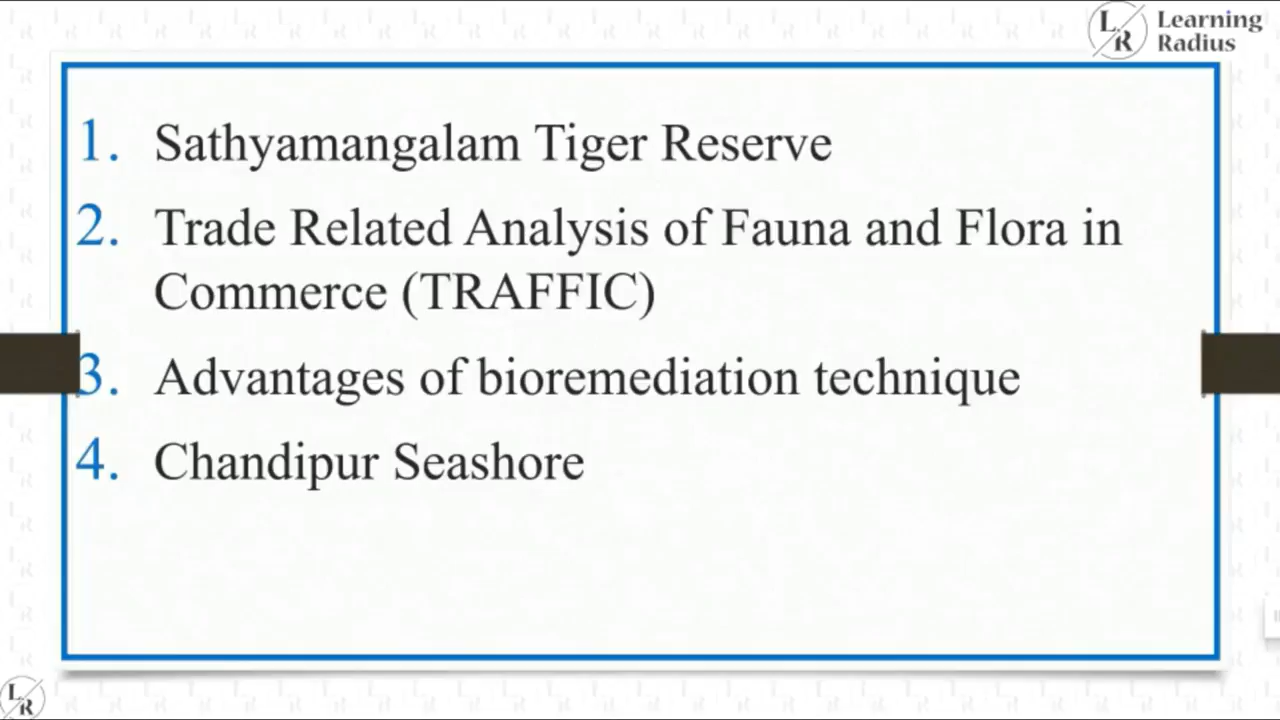 Learning
Radius
1. Sathyamangalam Tiger Reserve
2. Trade Related Analysis of Fauna and Flora in
Commerce (TRAFFIC)
3. Advantages of bioremediation technique
4. Chandipur Seashore
LR